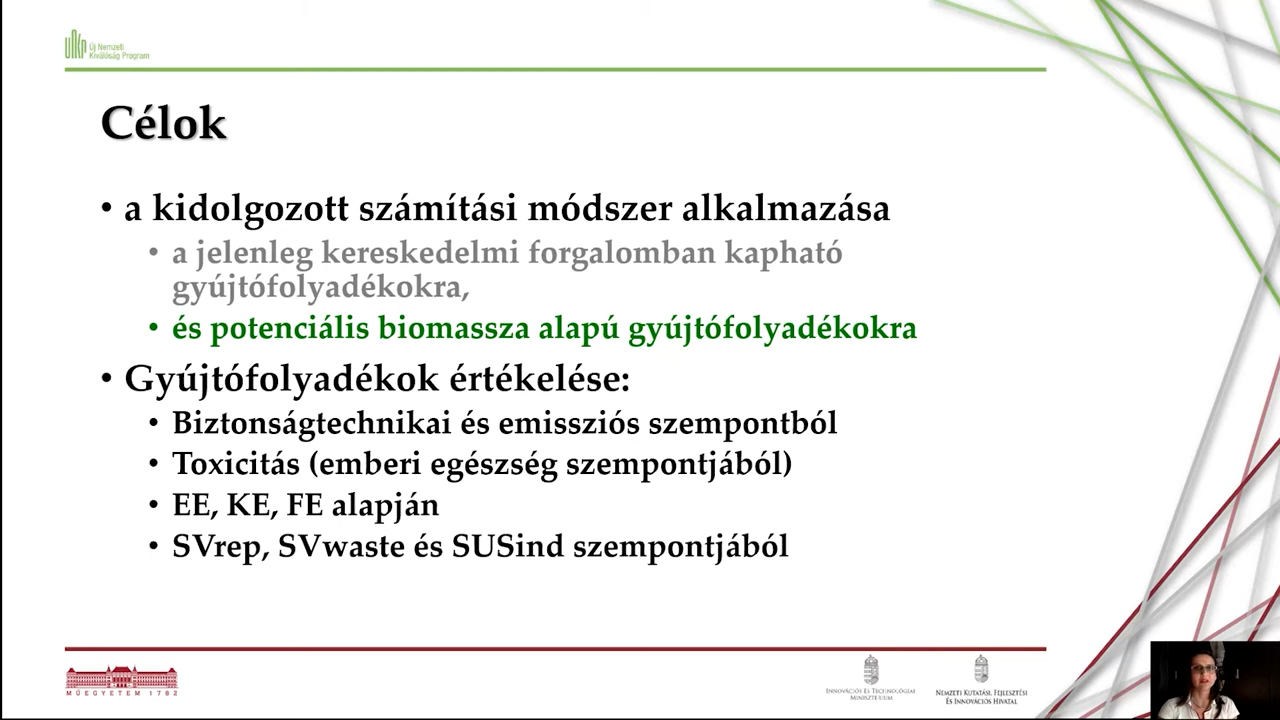 ÚNKP Új Nemzeti
Kiválóság Program
Célok
• a kidolgozott számítási módszer alkalmazása
• a jelenleg kereskedelmi forgalomban kapható
gyújtófolyadékokra,
• és potenciális biomassza alapú gyújtófolyadékokra
• Gyújtófolyadékok értékelése:
• Biztonságtechnikai és emissziós szempontból
• Toxicitás (emberi egészség szempontjából)
• EE, KE, FE alapján
• SVrep, SVwaste és SUSind szempontjából
MŰEGYETEM 1782
INNOVÁCIÓS ÉS TECHNOLÓGIAI
MINISZTÉRIUM
NEMZETI KUTATÁSI, FEJLESZTÉSI
ÉS INNOVÁCIÓS HIVATAL